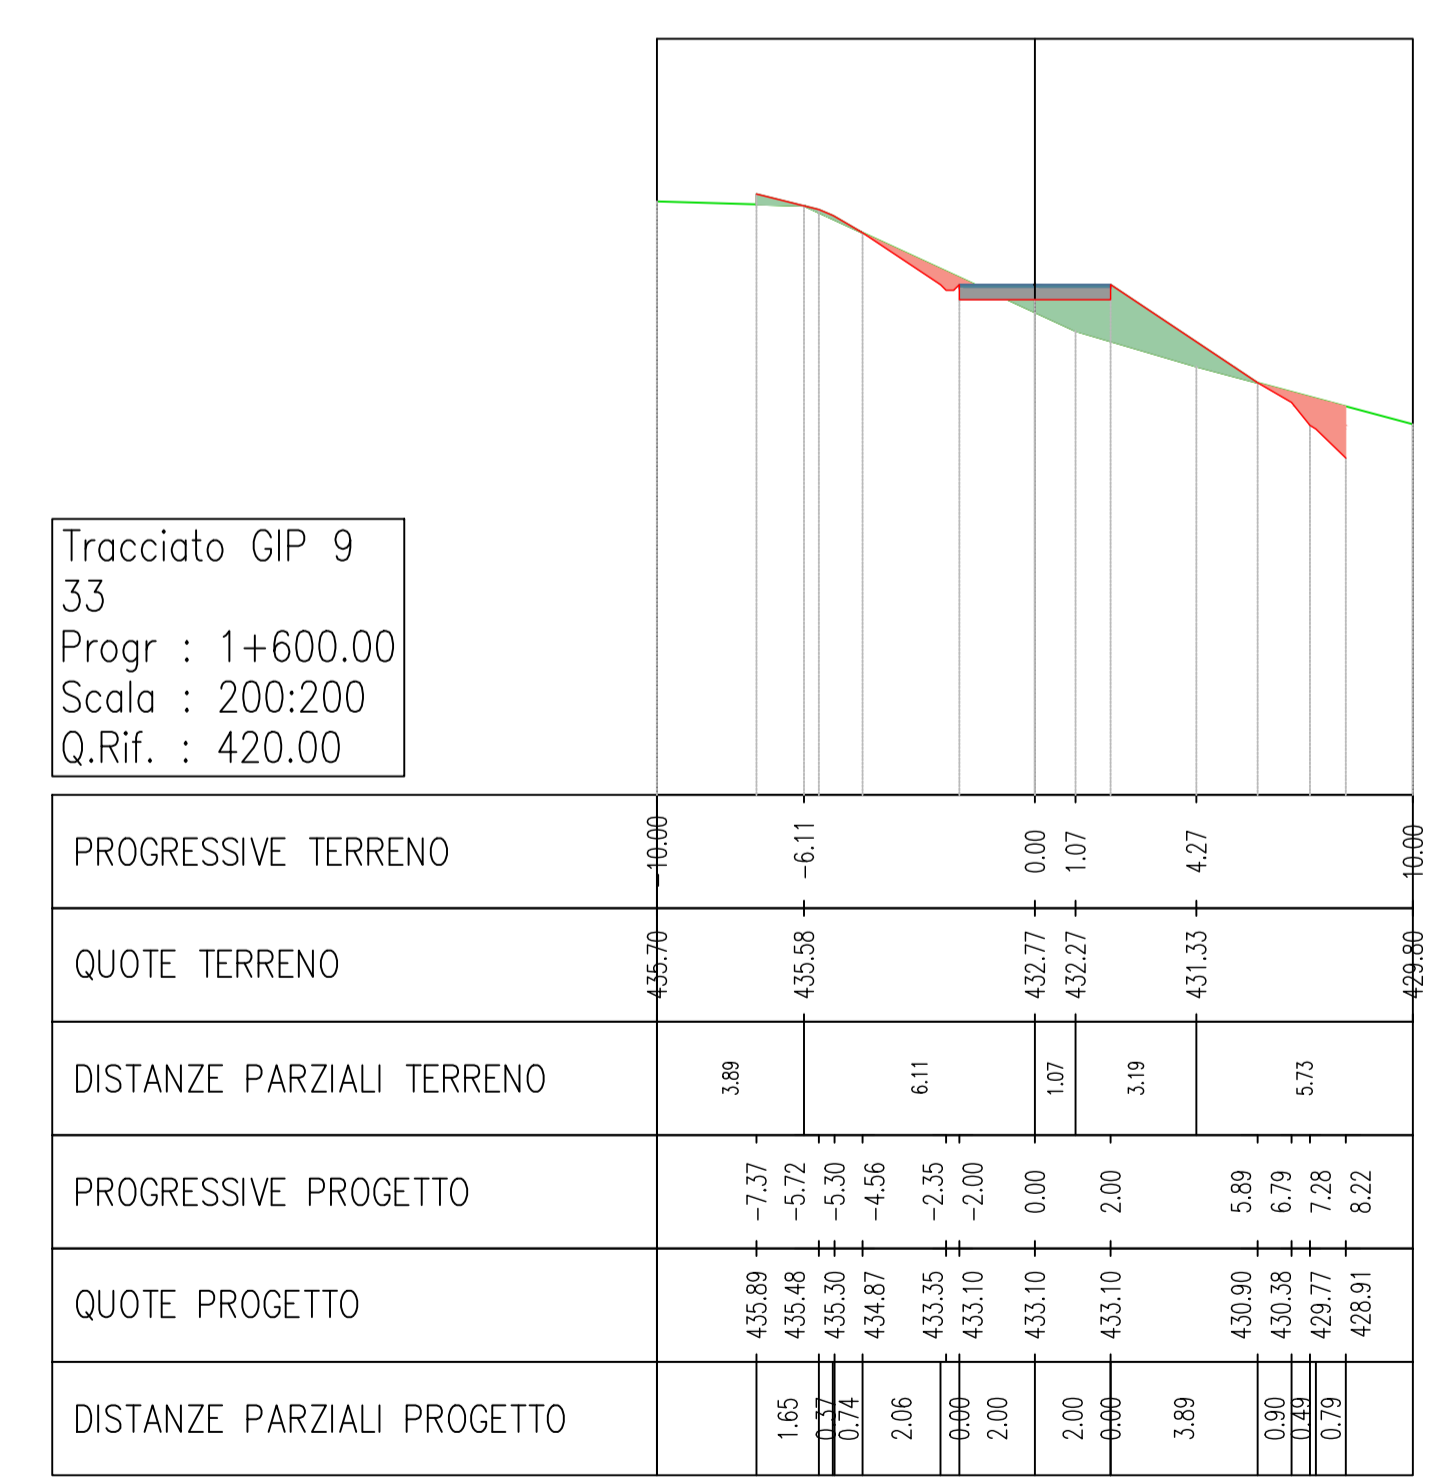 Tracciato GIP 9
33
Progr : 1+600.00
Scala : 200:200
Q.Rif. : 420.00
PROGRESSIVE TERRENO -10.00 -6.11 0.00 1.07 4.27 10.00
QUOTE TERRENO 435.70 435.58 432.77 432.27 431.33 429.80
DISTANZE PARZIALI TERRENO 3.89 6.11 1.07 3.19 5.73
PROGRESSIVE PROGETTO -7.37 -5.72 -5.30 -4.56 -2.35 -2.00 0.00 2.00 5.89 6.79 7.28 8.22
QUOTE PROGETTO 435.89 435.48 435.30 434.87 433.35 433.10 433.10 433.10 430.90 430.38 429.77 428.91
DISTANZE PARZIALI PROGETTO 1.65 0.37 0.74 2.06 0.00 2.00 2.00 0.00 3.89 0.90 0.49 0.79